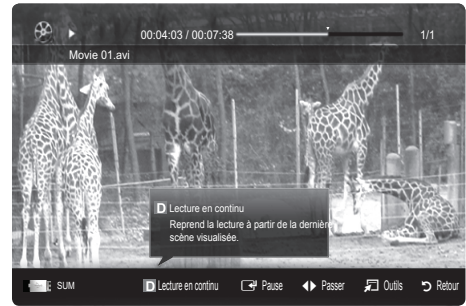 00:04:03 / 00:07:38 1/1
Movie 01.avi
D Lecture en continu
Reprend la lecture à partir de la dernière
scène visualisée.
SUM D Lecture en continu Pause Passer Outils Retour